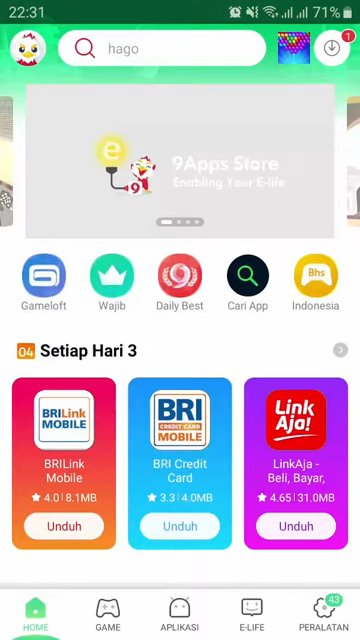 22:31
71%
hago
1
e
9
9Apps Store
Enabling Your E-life
Gameloft
Wajib
Daily Best
Cari App
Bhs
Indonesia
04 Setiap Hari 3
BRILink
MOBILE
BRILink
Mobile
4.0 8.1MB
Unduh
BRI
CREDIT CARD
MOBILE
BRI Credit
Card
3.3 4.0MB
Unduh
Link
Aja!
LinkAja -
Beli, Bayar,
4.65 31.0MB
Unduh
HOME
GAME
APLIKASI
E-LIFE
43
PERALATAN